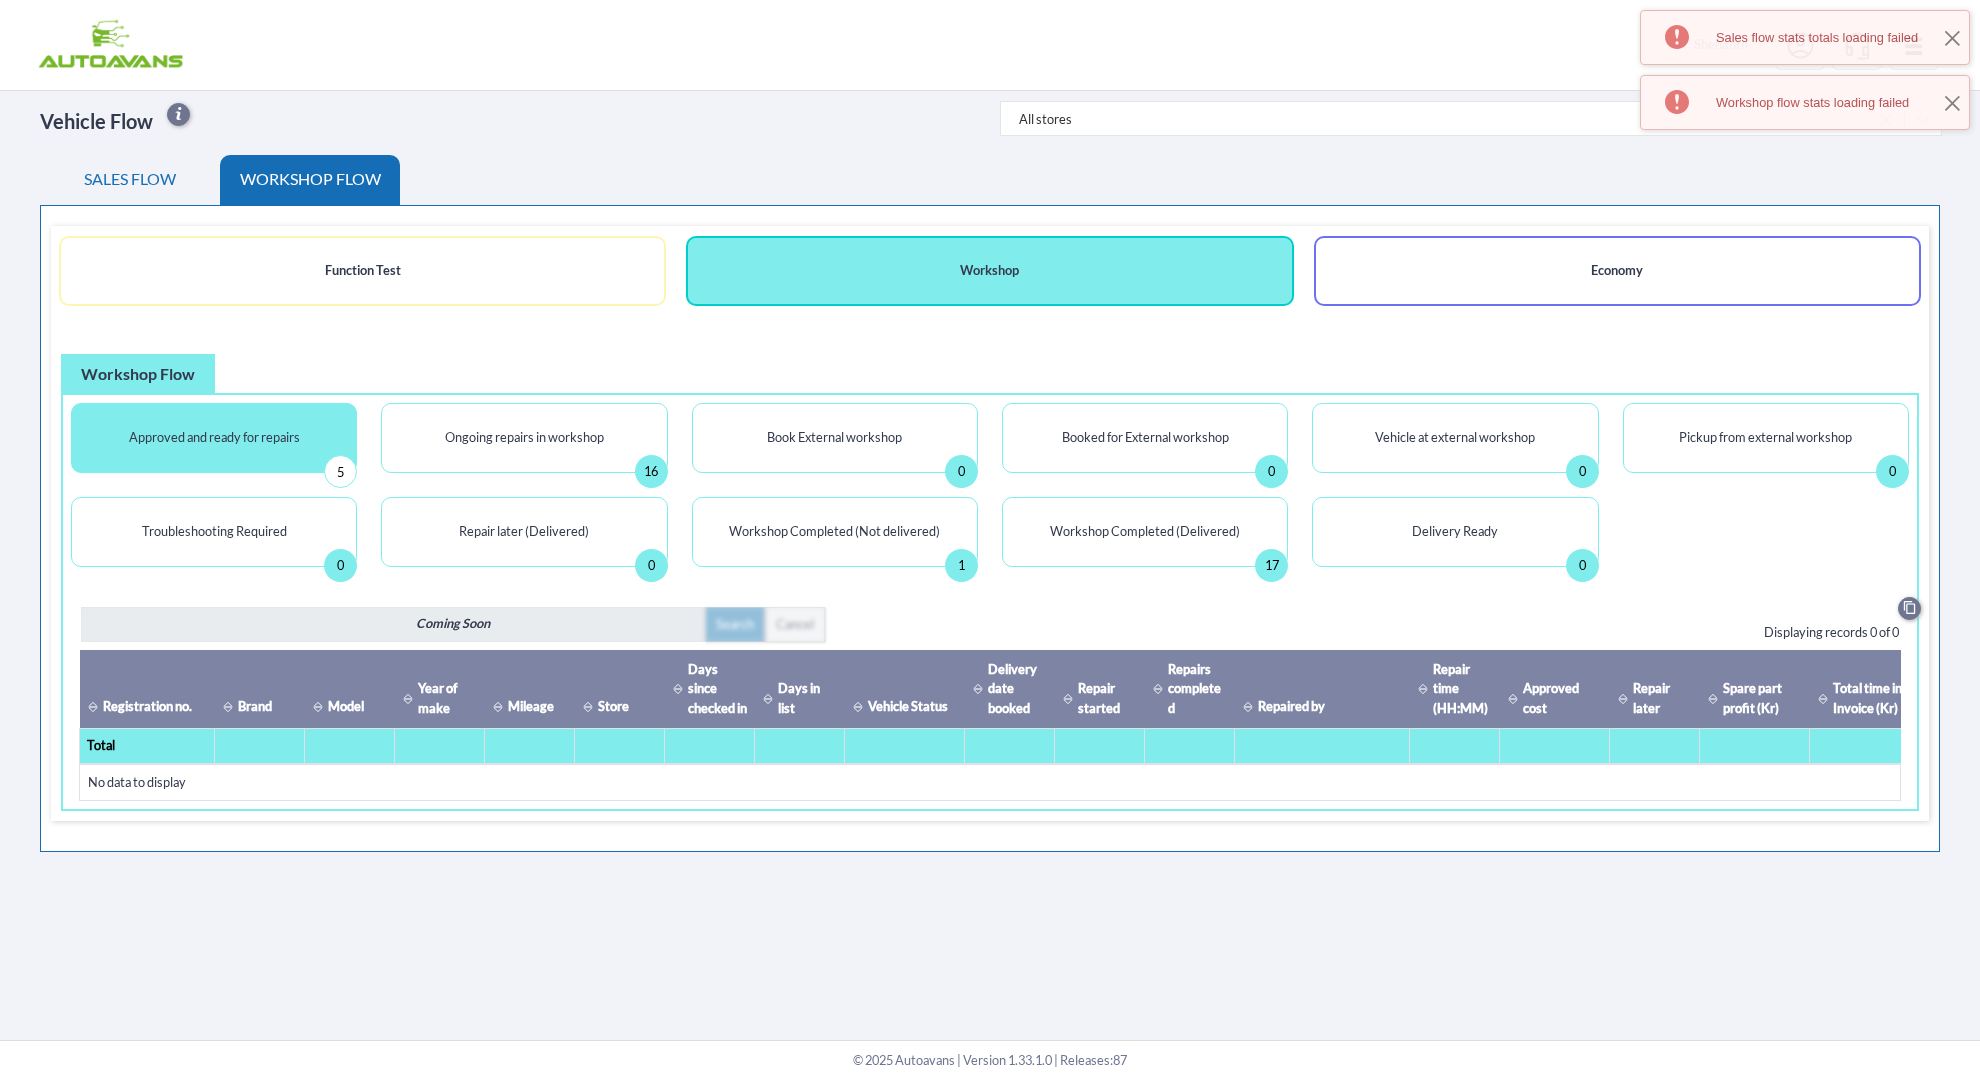 AUTOAVANS
Sales flow stats totals loading failed
Workshop flow stats loading failed
Vehicle Flow
All stores
SALES FLOW
WORKSHOP FLOW
Function Test
Workshop
Economy
Workshop Flow
Approved and ready for repairs
5
Ongoing repairs in workshop
16
Book External workshop
0
Booked for External workshop
0
Vehicle at external workshop
0
Pickup from external workshop
0
Troubleshooting Required
0
Repair later (Delivered)
0
Workshop Completed (Not delivered)
1
Workshop Completed (Delivered)
17
Delivery Ready
0
Coming Soon
Search
Cancel
Displaying records 0 of 0
Registration no.
Brand
Model
Year of
make
Mileage
Store
Days
since
checked in
Days in
list
Vehicle Status
Delivery
date
booked
Repair
started
Repairs
complete
d
Repaired by
Repair
time
(HH:MM)
Approved
cost
Repair
later
Spare part
profit (Kr)
Total time in
Invoice (Kr)
Total
No data to display
© 2025 Autoavans | Version 1.33.1.0 | Releases:87